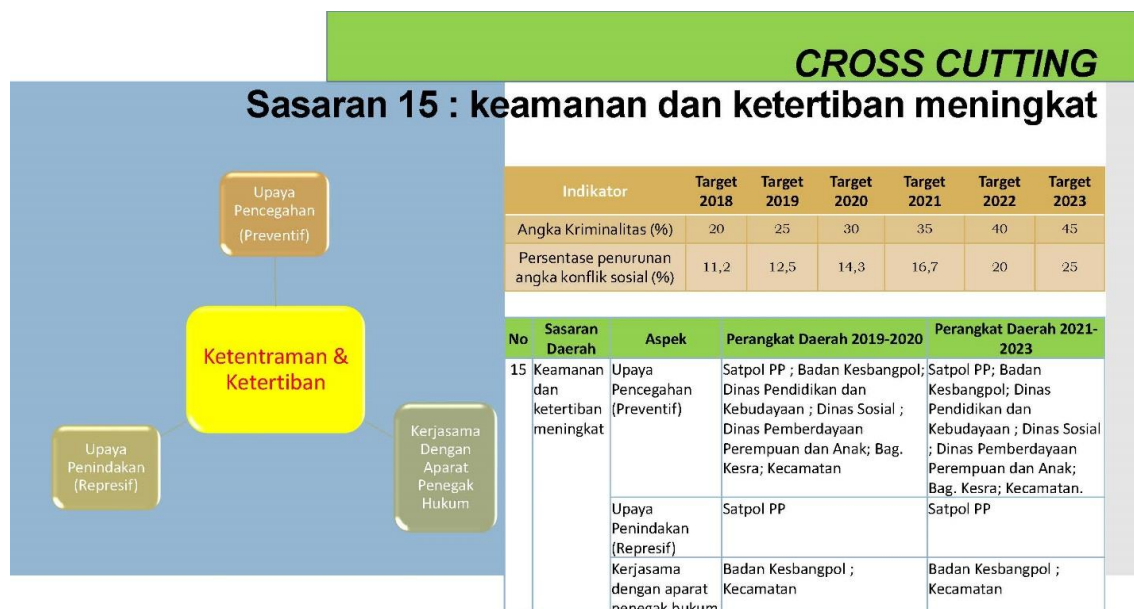 CROSS CUTTING
Sasaran 15 : keamanan dan ketertiban meningkat
Upaya
Pencegahan
(Preventif)
Ketentraman &
Ketertiban
Upaya
Penindakan
(Represif)
Kerjasama
Dengan
Aparat
Penegak
Hukum
Indikator Target 2018 Target 2019 Target 2020 Target 2021 Target 2022 Target 2023
Angka Kriminalitas (%) 20 25 30 35 40 45
Persentase penurunan
angka konflik sosial (%) 11,2 12,5 14,3 16,7 20 25
No Sasaran Daerah Aspek Perangkat Daerah 2019-2020 Perangkat Daerah 2021-2023
15 Keamanan
dan
ketertiban
meningkat
Upaya
Pencegahan
(Preventif)
Satpol PP ; Badan Kesbangpol;
Dinas Pendidikan dan
Kebudayaan ; Dinas Sosial ;
Dinas Pemberdayaan
Perempuan dan Anak; Bag.
Kesra; Kecamatan
Satpol PP; Badan
Kesbangpol; Dinas
Pendidikan dan
Kebudayaan ; Dinas Sosial
; Dinas Pemberdayaan
Perempuan dan Anak;
Bag. Kesra; Kecamatan.
Upaya
Penindakan
(Represif)
Satpol PP
Satpol PP
Kerjasama
dengan aparat
penegak hukum
Badan Kesbangpol ;
Kecamatan
Badan Kesbangpol ;
Kecamatan